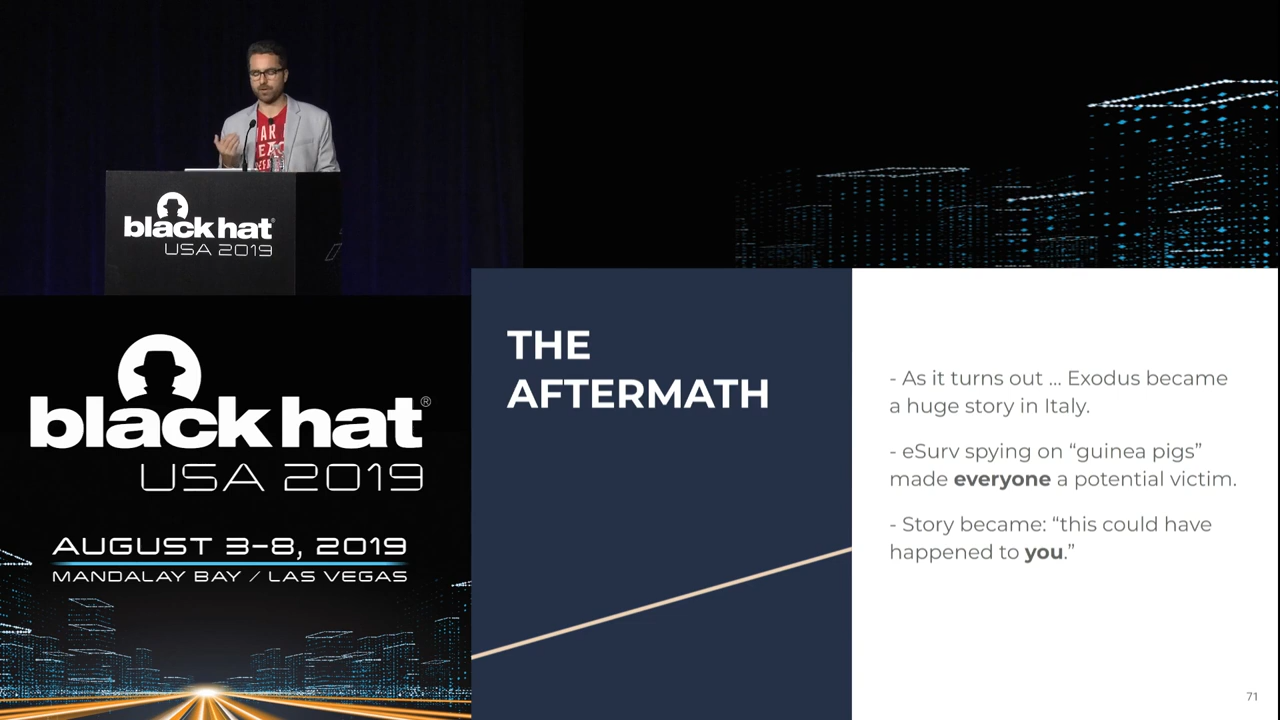 black hat®
USA 2019
black hat®
USA 2019
AUGUST 3-8, 2019
MANDALAY BAY / LAS VEGAS
THE
AFTERMATH
- As it turns out ... Exodus became
a huge story in Italy.
- eSurv spying on “guinea pigs”
made everyone a potential victim.
- Story became: “this could have
happened to you.”
71